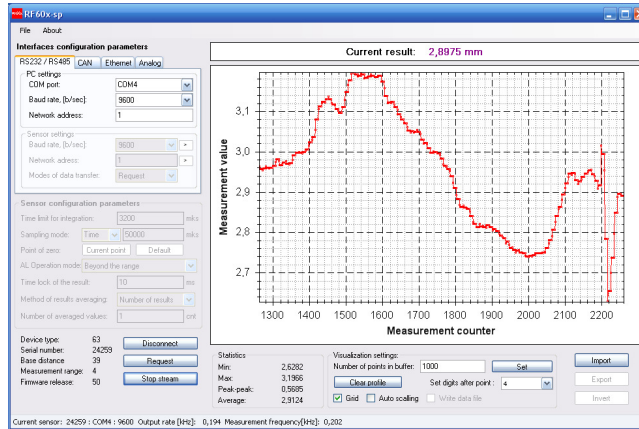 RF60x-sp
File About
Interfaces configuration parameters
RS232 / RS485 CAN Ethernet Analog
PC settings
COM port: COM4
Baud rate, [b/sec]: 9600
Network address: 1
Sensor settings
Baud rate, [b/sec]: 9600 >
Network adress: 1 >
Modes of data transfer: Request
Sensor configuration parameters
Time limit for integration: 3200 mks
Sampling mode: Time 50000 mks
Point of zero: Current point Default
AL Operation mode: Beyond the range
Time lock of the result: 10 ms
Method of results averaging: Number of results
Number of averaged values: 1 cnt
Device type: 63
Serial number: 24259
Base distance 39
Measurement range: 4
Firmware release: 50
Disconnect
Request
Stop stream
Current result: 2,8975 mm
Measurement value
3,1
3,0
2,9
2,8
2,7
1300 1400 1500 1600 1700 1800 1900 2000 2100 2200
Measurement counter
Statistics
Min: 2,6282
Max: 3,1966
Peak-peak: 0,5685
Average: 2,9124
Visualization settings:
Number of points in buffer: 1000 Set
Clear profile Set digits after point: 4
Grid Auto scalling Write data file
Import
Export
Invert
Current sensor: 24259 : COM4 : 9600 Output rate [kHz]: 0,194 Measurement frequency[kHz]: 0,202